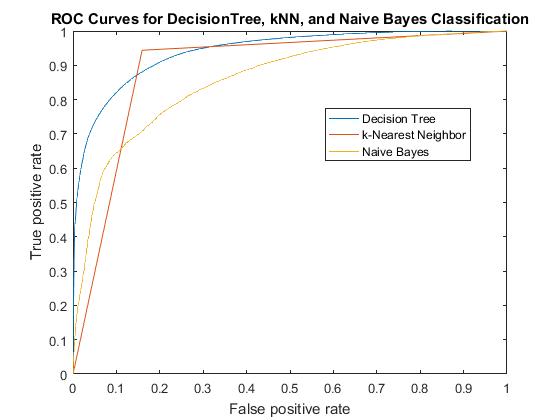 ROC Curves for DecisionTree, kNN, and Naive Bayes Classification
1
0.9
0.8
0.7
0.6
0.5
0.4
0.3
0.2
0.1
0
True positive rate
Decision Tree
k-Nearest Neighbor
Naive Bayes
0 0.1 0.2 0.3 0.4 0.5 0.6 0.7 0.8 0.9 1
False positive rate